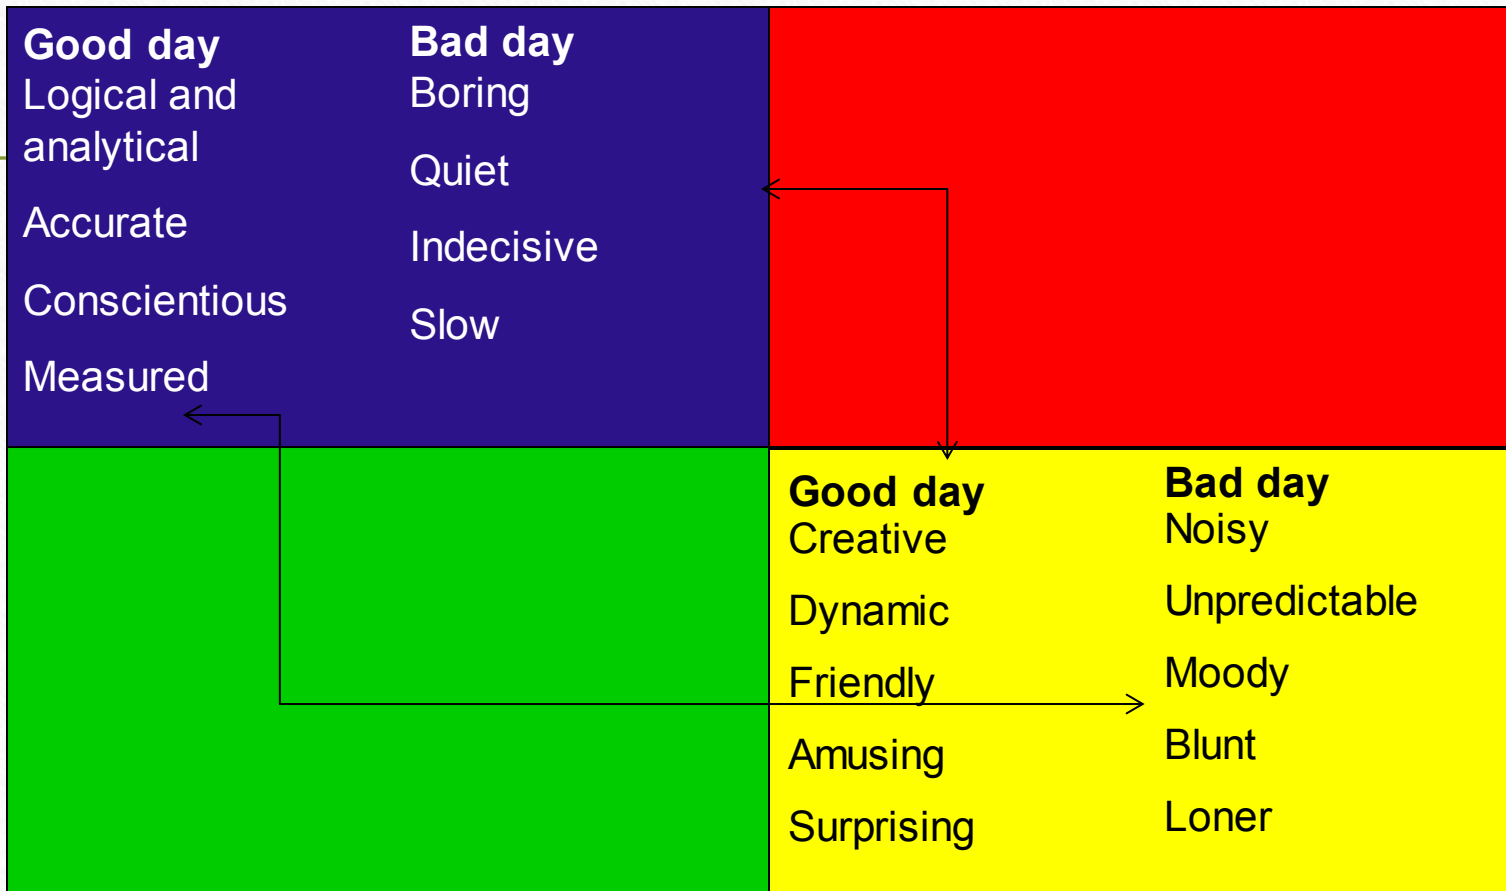 Good day
Logical and
analytical
Accurate
Conscientious
Measured
Bad day
Boring
Quiet
Indecisive
Slow
Good day
Creative
Dynamic
Friendly
Amusing
Surprising
Bad day
Noisy
Unpredictable
Moody
Blunt
Loner